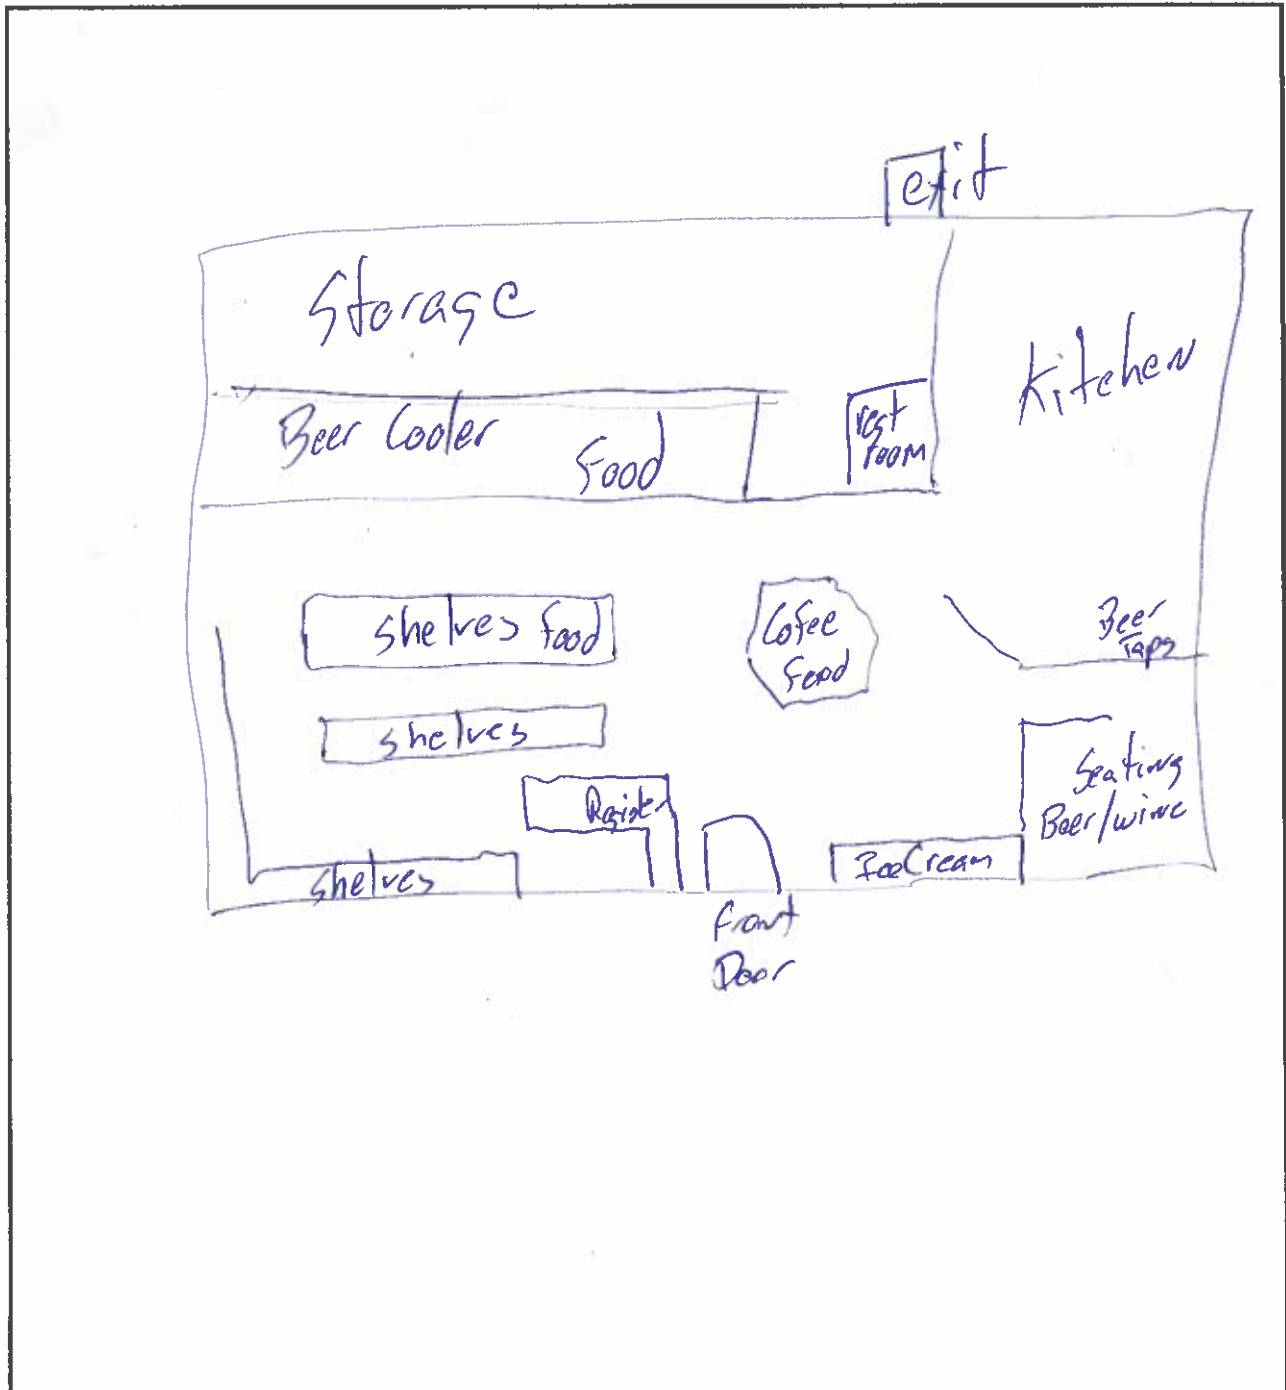 exit
Storage
Kitchen
Beer Cooler
Food
rest
room
shelves food
Cofee
Food
Beer
Taps
shelves
Register
Seating
Beer/wine
shelves
IceCream
front
Door